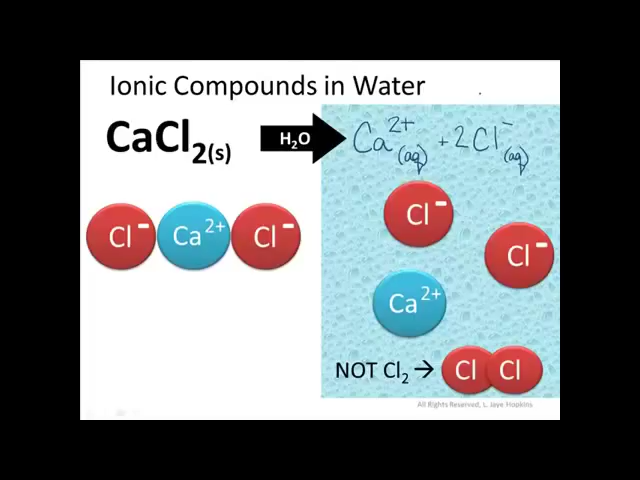 Ionic Compounds in Water
CaCl₂(s) H₂O Ca²⁺(aq) + 2Cl⁻(aq)
Cl⁻ Ca²⁺ Cl⁻
Cl⁻
Cl⁻
Ca²⁺
NOT Cl₂ → Cl Cl
All Rights Reserved, L. Jaye Hopkins